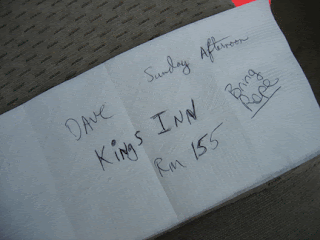 Sunday Afternoon
DAVE
Kings INN
RM 155
Bring
Rope